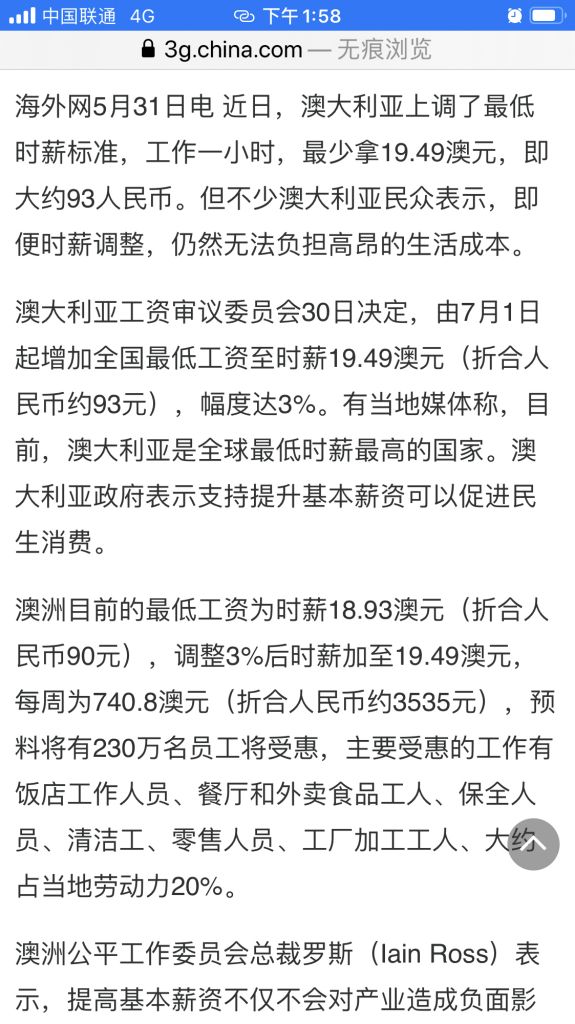 中国联通 4G 下午1:58
3g.china.com — 无痕浏览
海外网5月31日电 近日，澳大利亚上调了最低
时薪标准，工作一小时，最少拿19.49澳元，即
大约93人民币。但不少澳大利亚民众表示，即
便时薪调整，仍然无法负担高昂的生活成本。
澳大利亚工资审议委员会30日决定，由7月1日
起增加全国最低工资至时薪19.49澳元（折合人
民币约93元），幅度达3%。有当地媒体称，目
前，澳大利亚是全球最低时薪最高的国家。澳
大利亚政府表示支持提升基本薪资可以促进民
生消费。
澳洲目前的最低工资为时薪18.93澳元（折合人
民币90元），调整3%后时薪加至19.49澳元，
每周为740.8澳元（折合人民币约3535元），预
料将有230万名员工将受惠，主要受惠的工作有
饭店工作人员、餐厅和外卖食品工人、保全人
员、清洁工、零售人员、工厂加工工人、大约
占当地劳动力20%。
澳洲公平工作委员会总裁罗斯（Iain Ross）表
示，提高基本薪资不仅不会对产业造成负面影